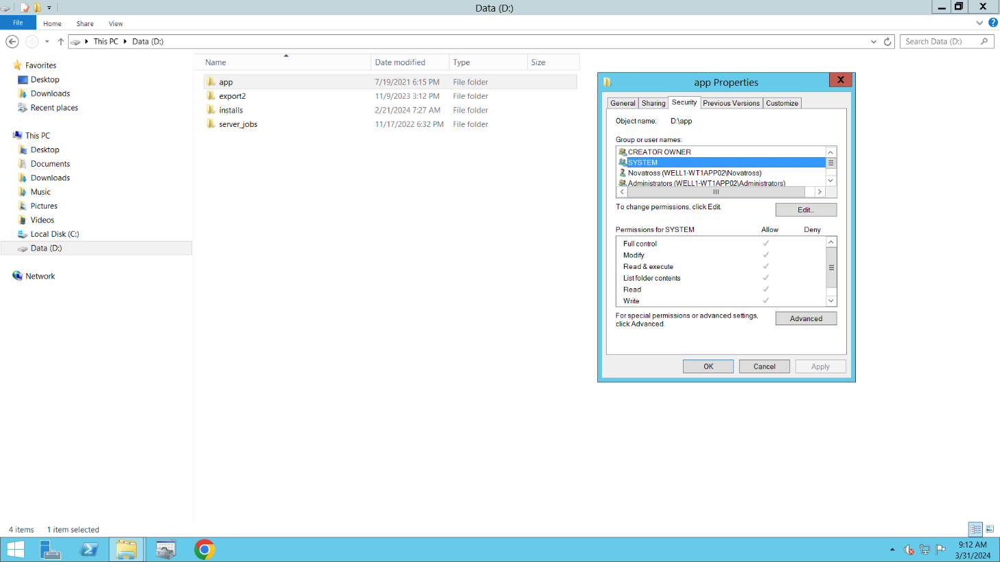 Data (D:)
File
Home
Share
View
This PC
Data (D:)
Search Data (D:)
Favorites
Desktop
Downloads
Recent places
This PC
Desktop
Documents
Downloads
Music
Pictures
Videos
Local Disk (C:)
Data (D:)
Network
Name Date modified Type Size
app 7/19/2021 6:15 PM File folder
export2 11/9/2023 3:12 PM File folder
installs 2/21/2024 7:27 AM File folder
server_jobs 11/17/2022 6:32 PM File folder
app Properties
General Sharing Security Previous Versions Customize
Object name: D:\app
Group or user names:
CREATOR OWNER
SYSTEM
Novatross (WELL1-WT1APP02\Novatross)
Administrators (WELL1-WT1APP02\Administrators)
To change permissions, click Edit.
Edit...
Permissions for SYSTEM Allow Deny
Full control
Modify
Read & execute
List folder contents
Read
Write
For special permissions or advanced settings,
click Advanced.
Advanced
OK Cancel Apply
4 items 1 item selected
9:12 AM
3/31/2024